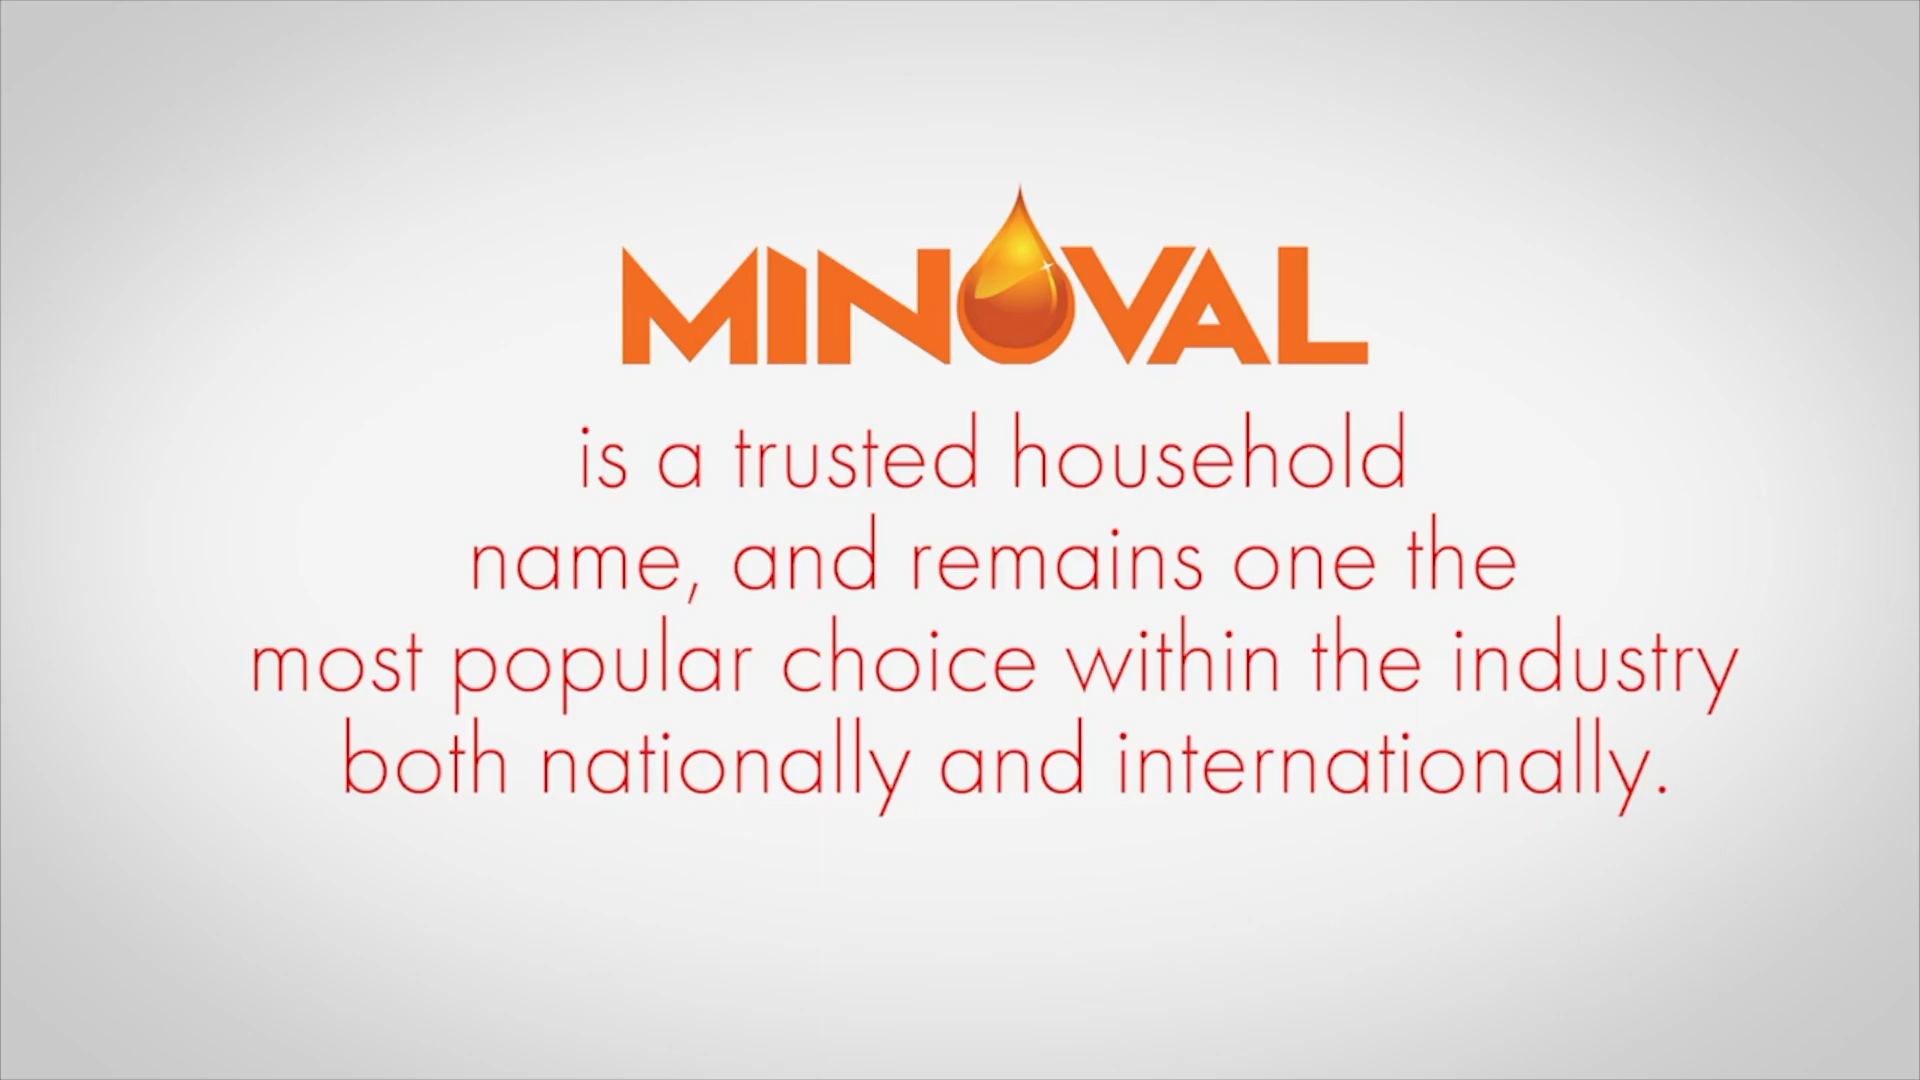 MINOVAL
is a trusted household
name, and remains one the
most popular choice within the industry
both nationally and internationally.